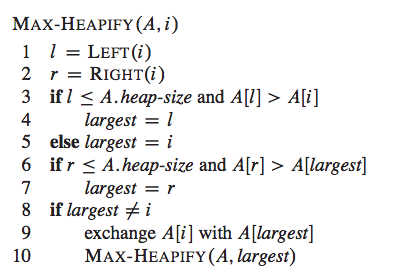 MAX-HEAPIFY(A, i)
1 l = LEFT(i)
2 r = RIGHT(i)
3 if l ≤ A.heap-size and A[l] > A[i]
4 largest = l
5 else largest = i
6 if r ≤ A.heap-size and A[r] > A[largest]
7 largest = r
8 if largest ≠ i
9 exchange A[i] with A[largest]
10 MAX-HEAPIFY(A, largest)